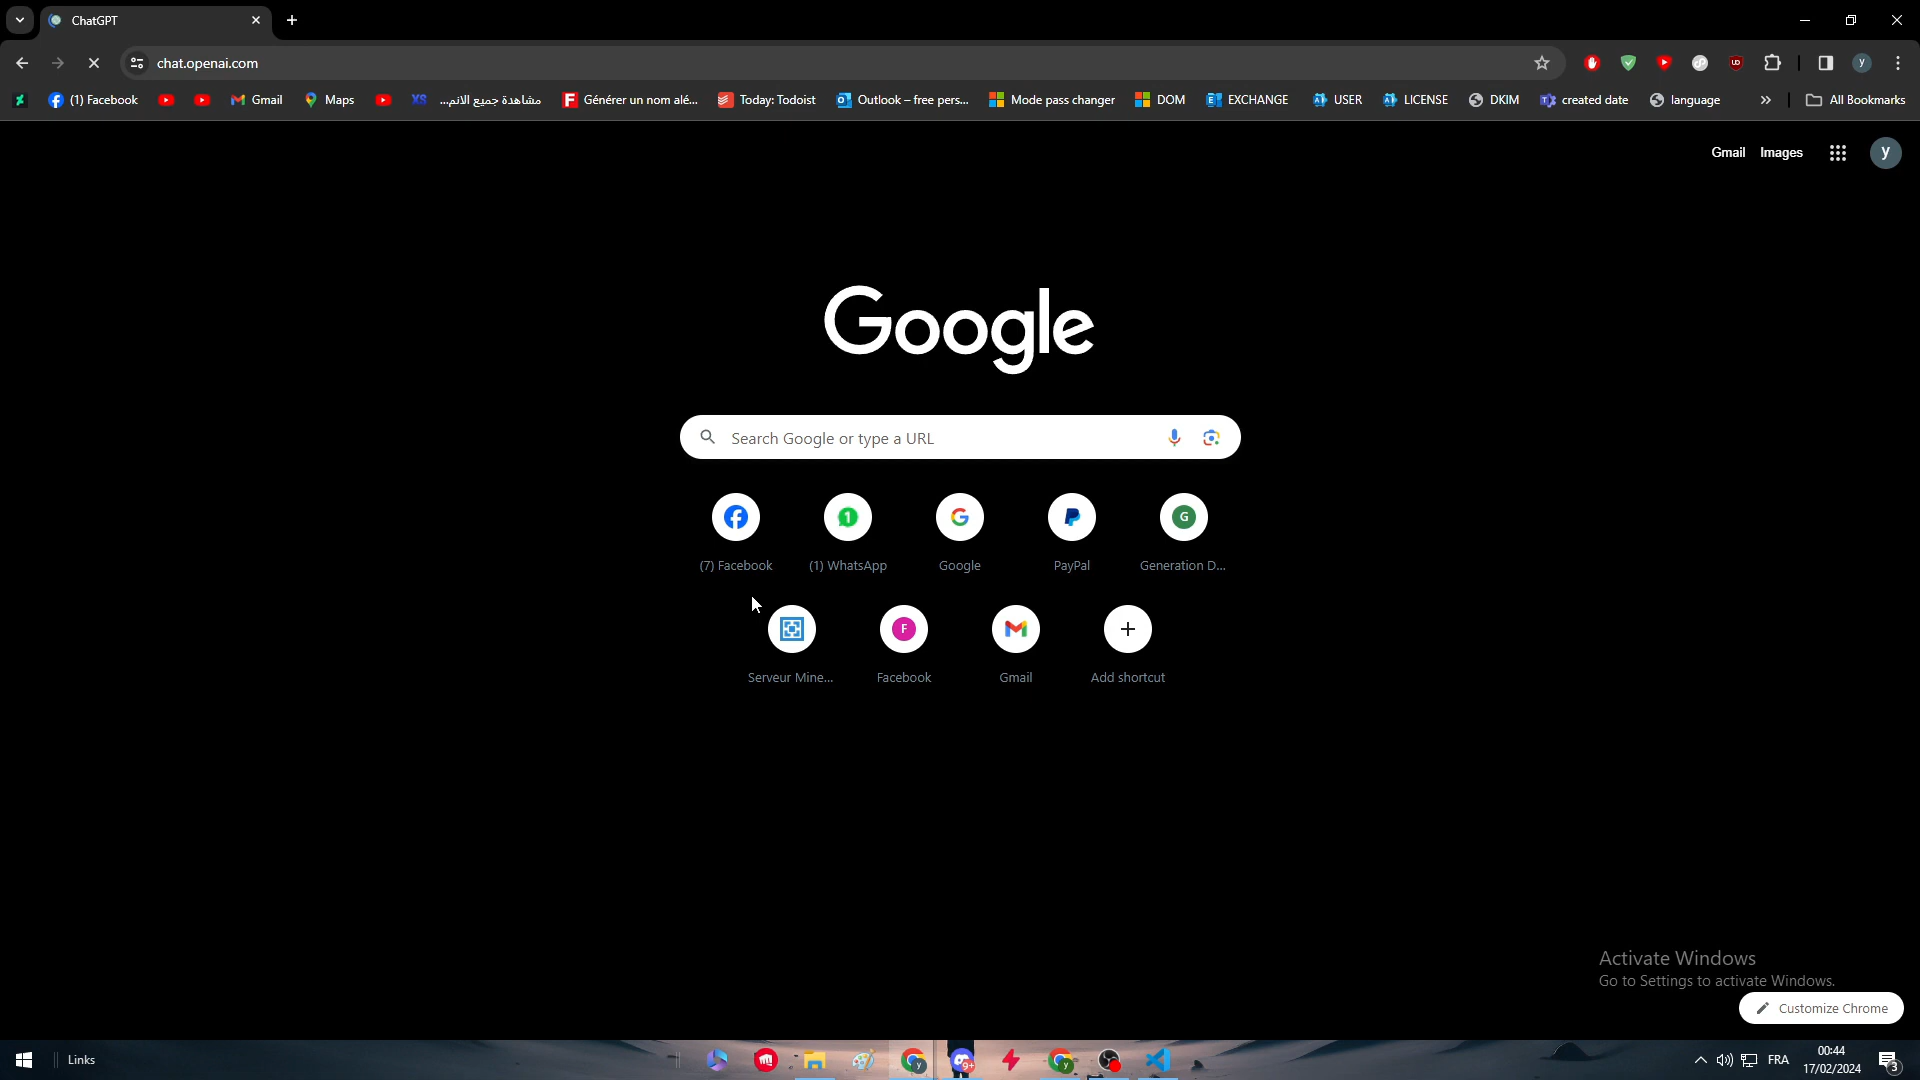 ChatGPT
chat.openai.com
(1) Facebook
Gmail
Maps
مشاهدة جميع الانم...
Générer un nom alé...
Today: Todoist
Outlook – free pers...
Mode pass changer
DOM
EXCHANGE
USER
LICENSE
DKIM
created date
language
All Bookmarks
Gmail Images
y
Google
Search Google or type a URL
(7) Facebook
(1) WhatsApp
Google
PayPal
G
Generation D...
Serveur Mine...
F
Facebook
Gmail
Add shortcut
Activate Windows
Go to Settings to activate Windows.
Customize Chrome
Links
FRA
00:44
17/02/2024
3